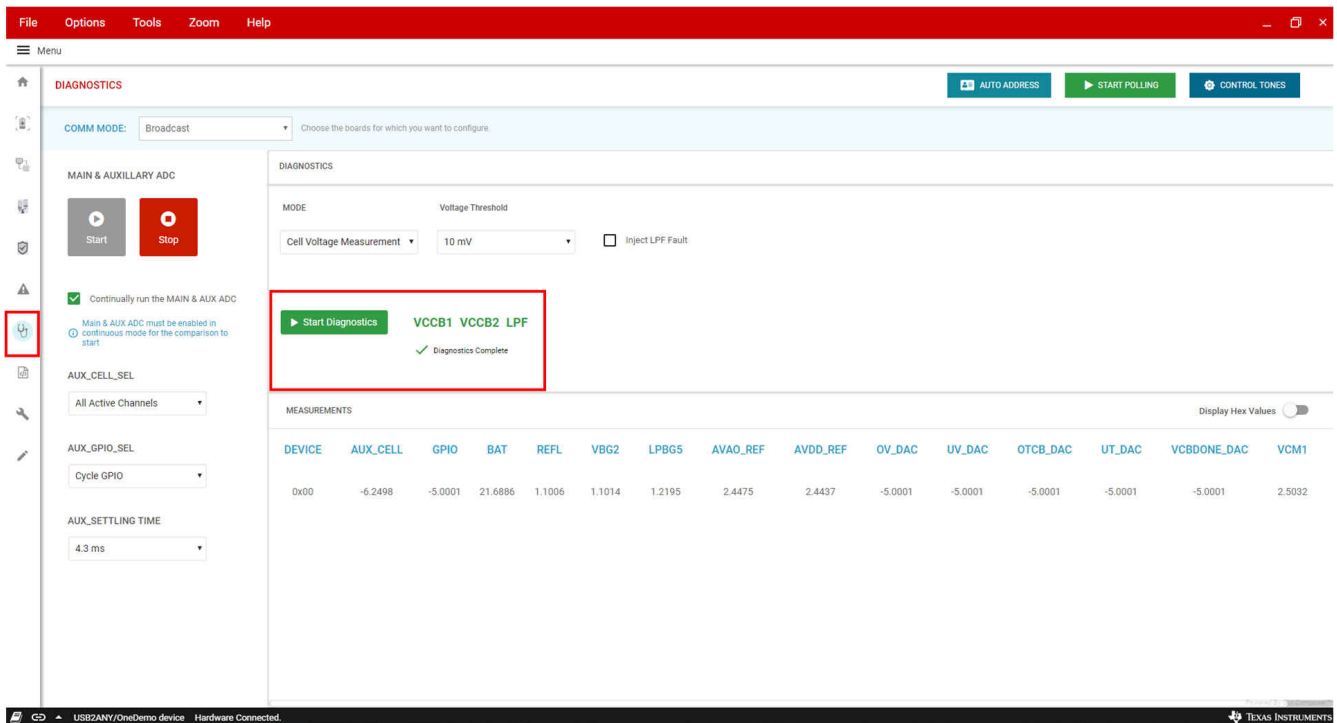 File Options Tools Zoom Help
Menu
DIAGNOSTICS
AUTO ADDRESS
START POLLING
CONTROL TONES
COMM MODE: Broadcast Choose the boards for which you want to configure.
MAIN & AUXILLARY ADC
Start
Stop
Continually run the MAIN & AUX ADC
Main & AUX ADC must be enabled in
continuous mode for the comparison to
start
AUX_CELL_SEL
All Active Channels
AUX_GPIO_SEL
Cycle GPIO
AUX_SETTLING TIME
4.3 ms
DIAGNOSTICS
MODE Voltage Threshold
Cell Voltage Measurement 10 mV Inject LPF Fault
Start Diagnostics VCCB1 VCCB2 LPF
Diagnostics Complete
MEASUREMENTS Display Hex Values
DEVICE AUX_CELL GPIO BAT REFL VBG2 LPBG5 AVAO_REF AVDD_REF OV_DAC UV_DAC OTCB_DAC UT_DAC VCBDONE_DAC VCM1
0x00 -6.2498 -5.0001 21.6886 1.1006 1.1014 1.2195 2.4475 2.4437 -5.0001 -5.0001 -5.0001 -5.0001 -5.0001 2.5032
USB2ANY/OneDemo device Hardware Connected. TEXAS INSTRUMENTS